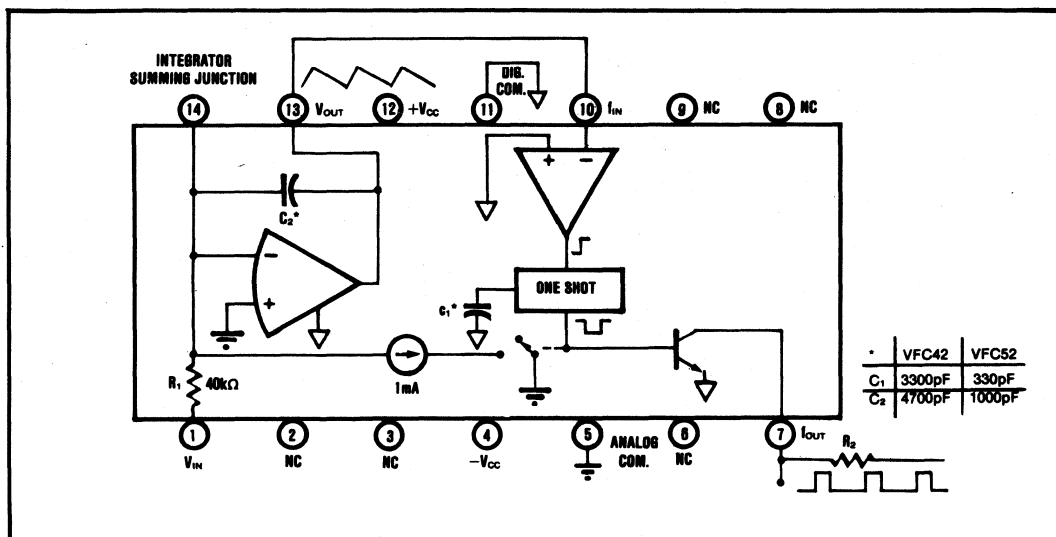 INTEGRATOR
SUMMING JUNCTION
DIG.
COM.
14
13 VOUT
12 +VCC
11
10 fIN
9 NC
8 NC
+ −
C2*
−
+
ONE SHOT
C1*
R1 40kΩ
1mA
1
VIN
2
NC
3
NC
4
−VCC
5
ANALOG
COM.
6
NC
7 fOUT
R2
* VFC42 VFC52
C1 3300pF 330pF
C2 4700pF 1000pF